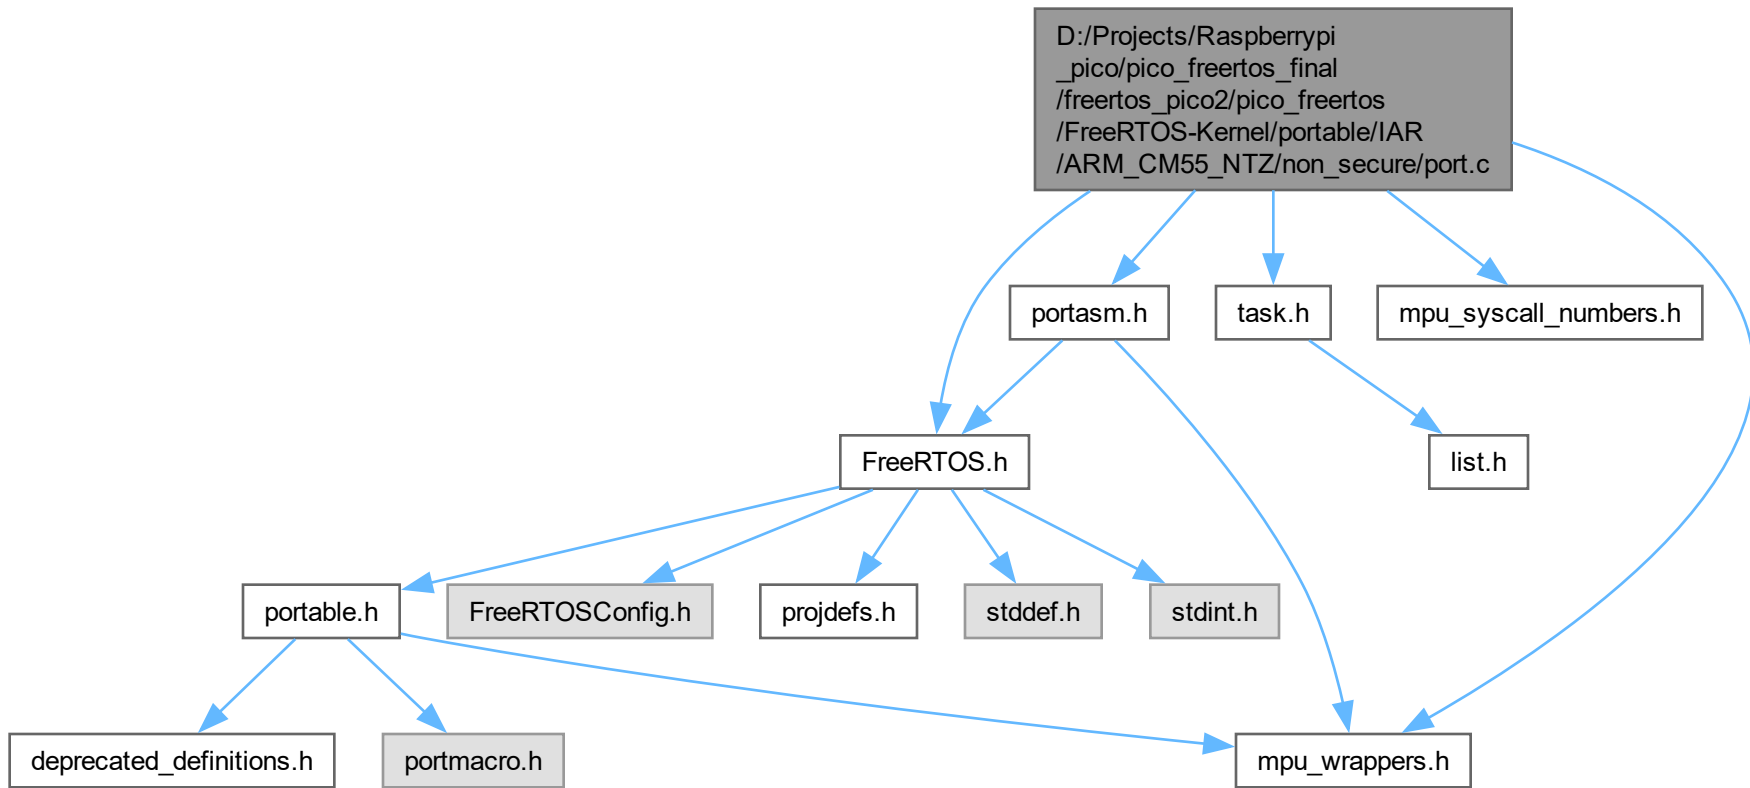 D:/Projects/Raspberrypi
_pico/pico_freertos_final
/freertos_pico2/pico_freertos
/FreeRTOS-Kernel/portable/IAR
/ARM_CM55_NTZ/non_secure/port.c
portasm.h
task.h
mpu_syscall_numbers.h
FreeRTOS.h
list.h
portable.h
FreeRTOSConfig.h
projdefs.h
stddef.h
stdint.h
deprecated_definitions.h
portmacro.h
mpu_wrappers.h